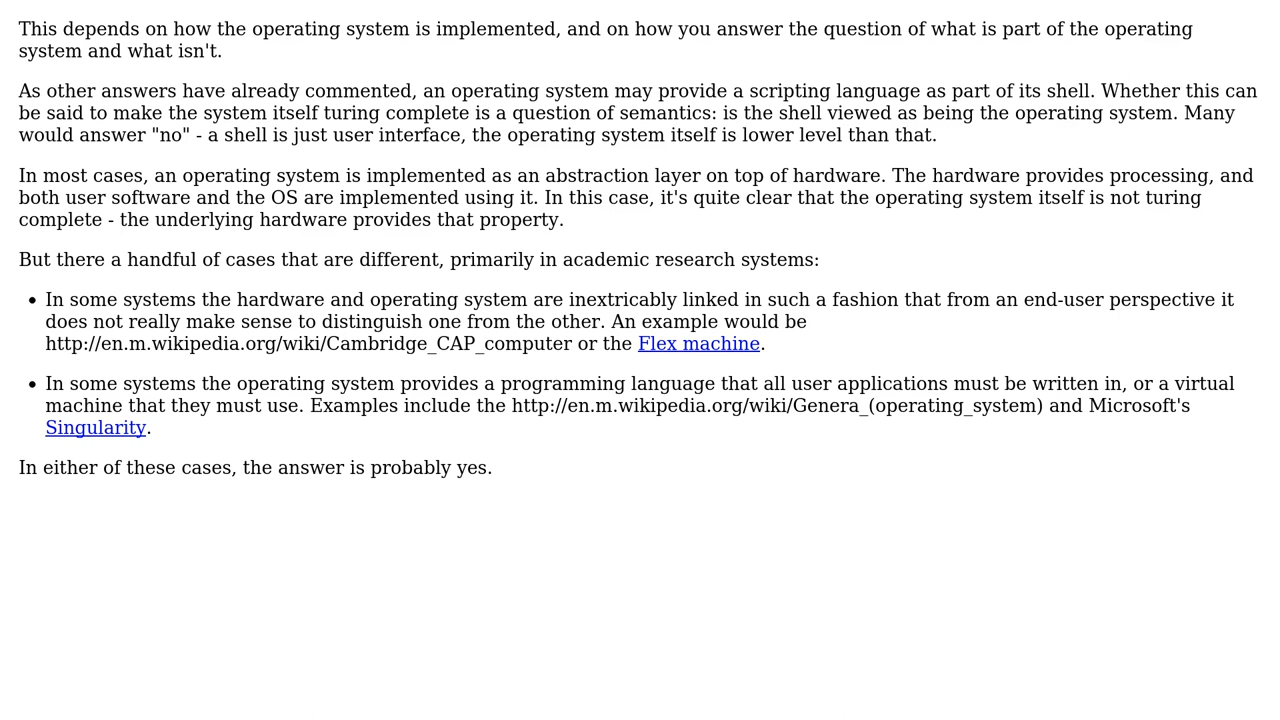 This depends on how the operating system is implemented, and on how you answer the question of what is part of the operating
system and what isn't.
As other answers have already commented, an operating system may provide a scripting language as part of its shell. Whether this can
be said to make the system itself turing complete is a question of semantics: is the shell viewed as being the operating system. Many
would answer "no" - a shell is just user interface, the operating system itself is lower level than that.
In most cases, an operating system is implemented as an abstraction layer on top of hardware. The hardware provides processing, and
both user software and the OS are implemented using it. In this case, it's quite clear that the operating system itself is not turing
complete - the underlying hardware provides that property.
But there a handful of cases that are different, primarily in academic research systems:
• In some systems the hardware and operating system are inextricably linked in such a fashion that from an end-user perspective it
does not really make sense to distinguish one from the other. An example would be
http://en.m.wikipedia.org/wiki/Cambridge_CAP_computer or the Flex machine.
• In some systems the operating system provides a programming language that all user applications must be written in, or a virtual
machine that they must use. Examples include the http://en.m.wikipedia.org/wiki/Genera_(operating_system) and Microsoft's
Singularity.
In either of these cases, the answer is probably yes.